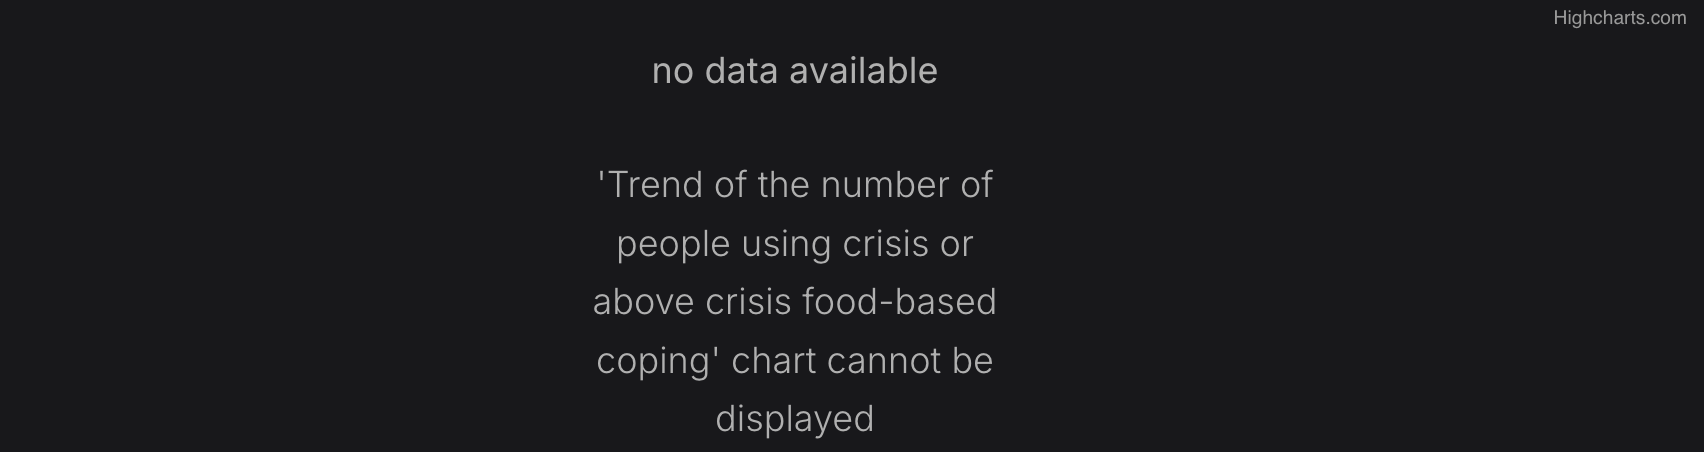 Highcharts.com
no data available
'Trend of the number of
people using crisis or
above crisis food-based
coping' chart cannot be
displayed